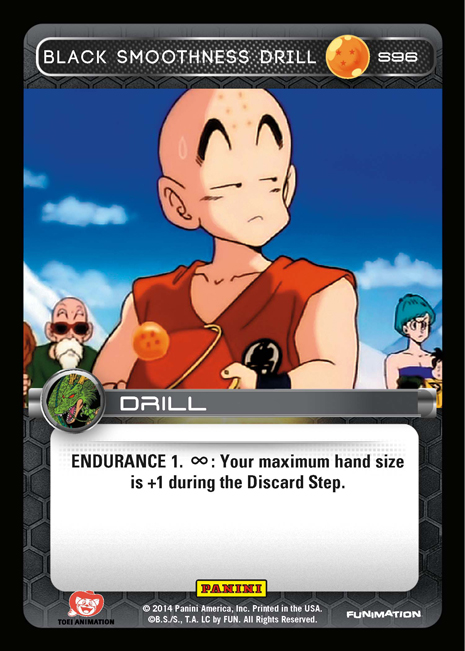 BLACK SMOOTHNESS DRILL S96
DRILL
ENDURANCE 1. ∞: Your maximum hand size
is +1 during the Discard Step.
PANINI
TOEI ANIMATION
© 2014 Panini America, Inc. Printed in the USA.
©B.S./S., T.A. LC by FUN. All Rights Reserved.
FUNIMATION